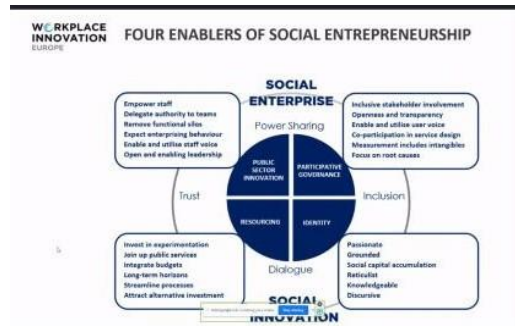 WORKPLACE
INNOVATION
EUROPE
FOUR ENABLERS OF SOCIAL ENTREPRENEURSHIP
SOCIAL
ENTERPRISE
Empower staff
Delegate authority to teams
Remove functional silos
Expect enterprising behaviour
Enable and utilise staff voice
Open and enabling leadership
Inclusive stakeholder involvement
Openness and transparency
Enable and utilise user voice
Co-participation in service design
Measurement includes intangibles
Focus on root causes
Power Sharing
PUBLIC
SECTOR
INNOVATION
PARTICIPATIVE
GOVERNANCE
Trust
Inclusion
RESOURCING
IDENTITY
Invest in experimentation
Join up public services
Integrate budgets
Long-term horizons
Streamline processes
Attract alternative investment
Passionate
Grounded
Social capital accumulation
Reticulist
Knowledgeable
Discursive
Dialogue
SOCIAL
INNOVATION
Stop sharing